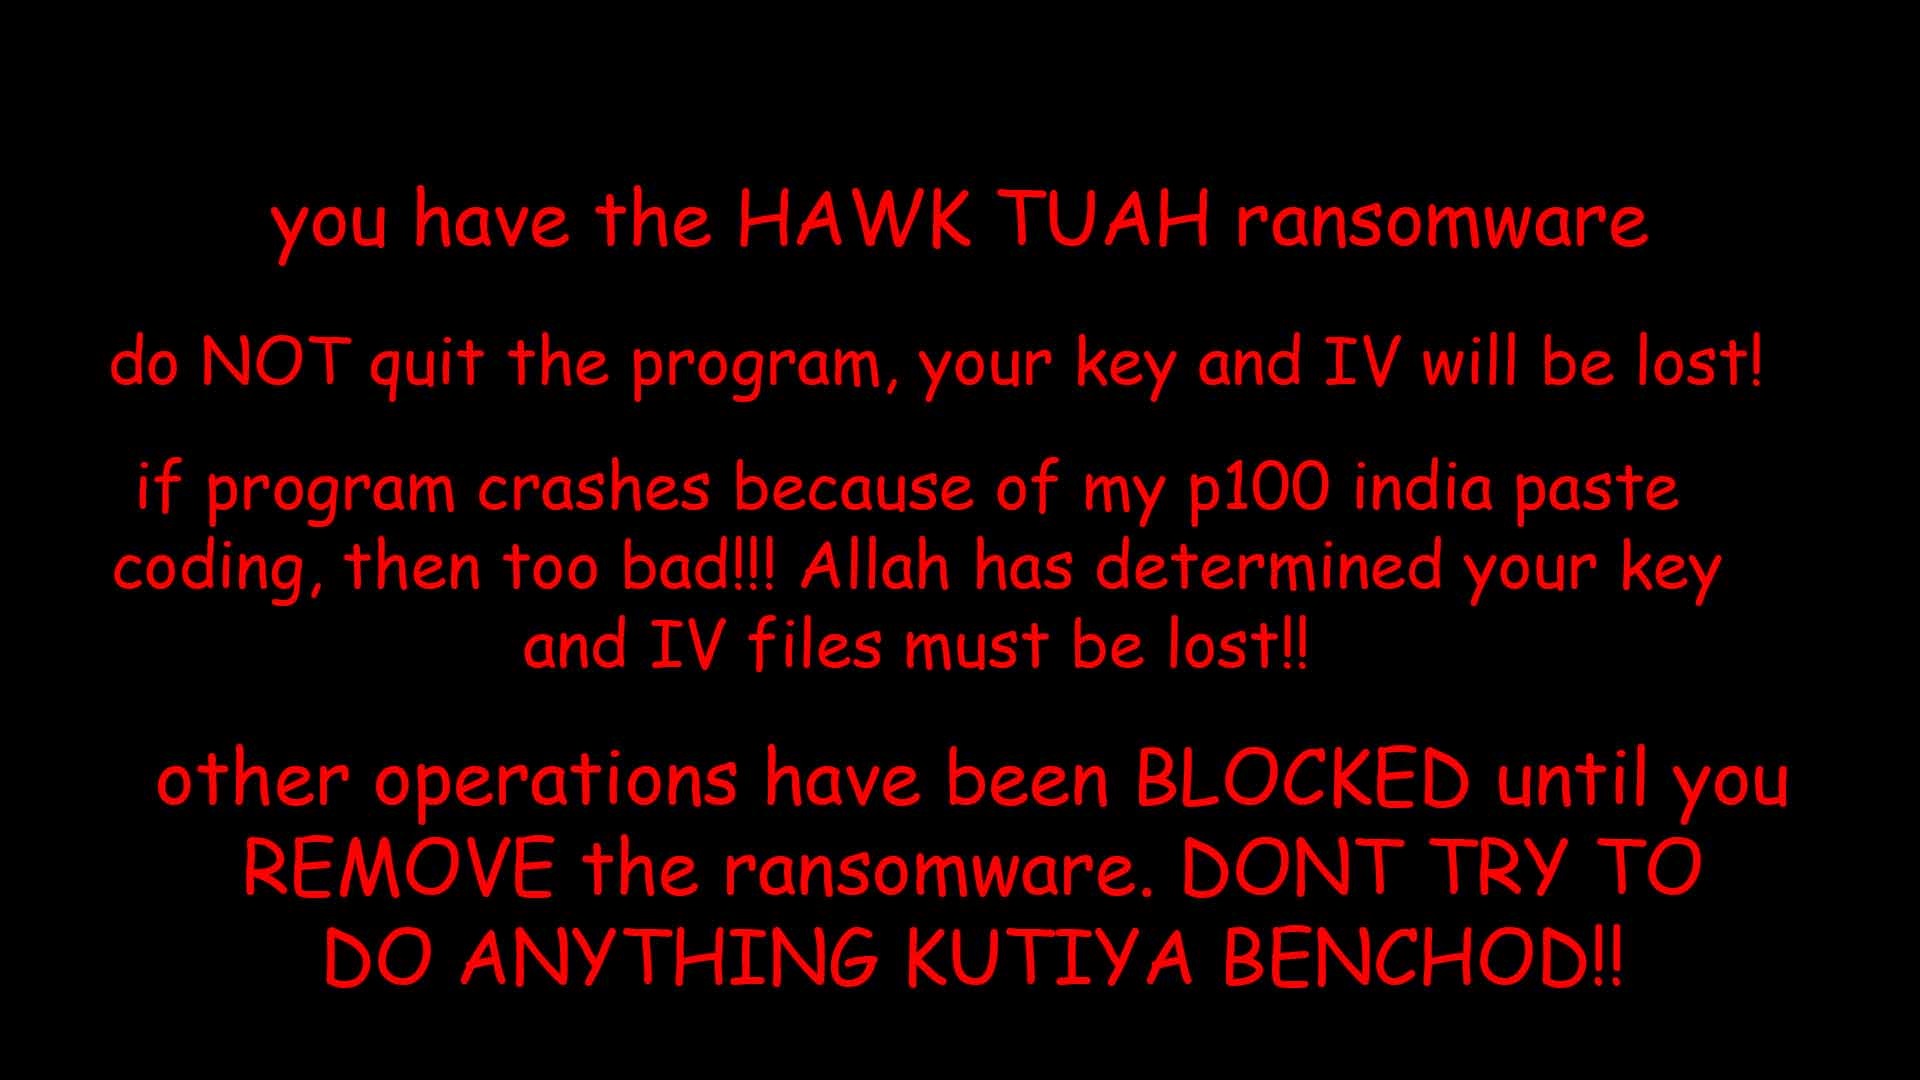 you have the HAWK TUAH ransomware
do NOT quit the program, your key and IV will be lost!
if program crashes because of my p100 india paste
coding, then too bad!!! Allah has determined your key
and IV files must be lost!!
other operations have been BLOCKED until you
REMOVE the ransomware. DONT TRY TO
DO ANYTHING KUTIYA BENCHOD!!